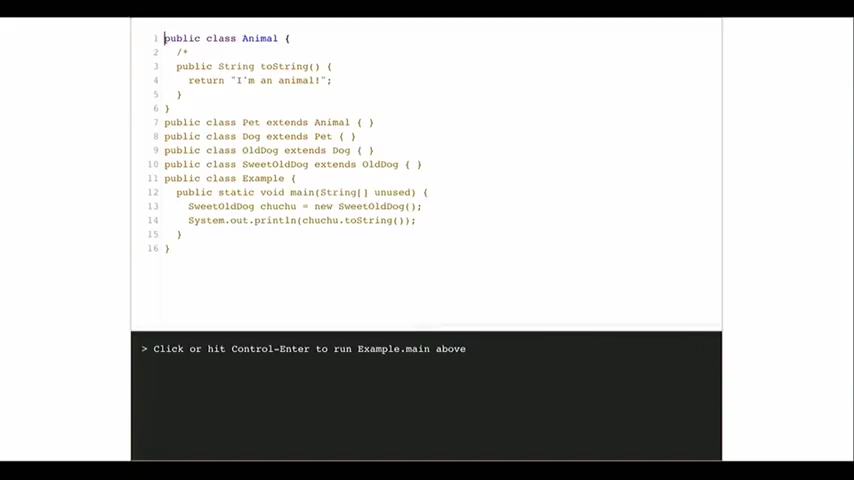 1 public class Animal {
2 /*
3 public String toString() {
4 return "I'm an animal!";
5 }
6 }
7 public class Pet extends Animal { }
8 public class Dog extends Pet { }
9 public class OldDog extends Dog { }
10 public class SweetOldDog extends OldDog { }
11 public class Example {
12 public static void main(String[] unused) {
13 SweetOldDog chuchu = new SweetOldDog();
14 System.out.println(chuchu.toString());
15 }
16 }
> Click or hit Control-Enter to run Example.main above